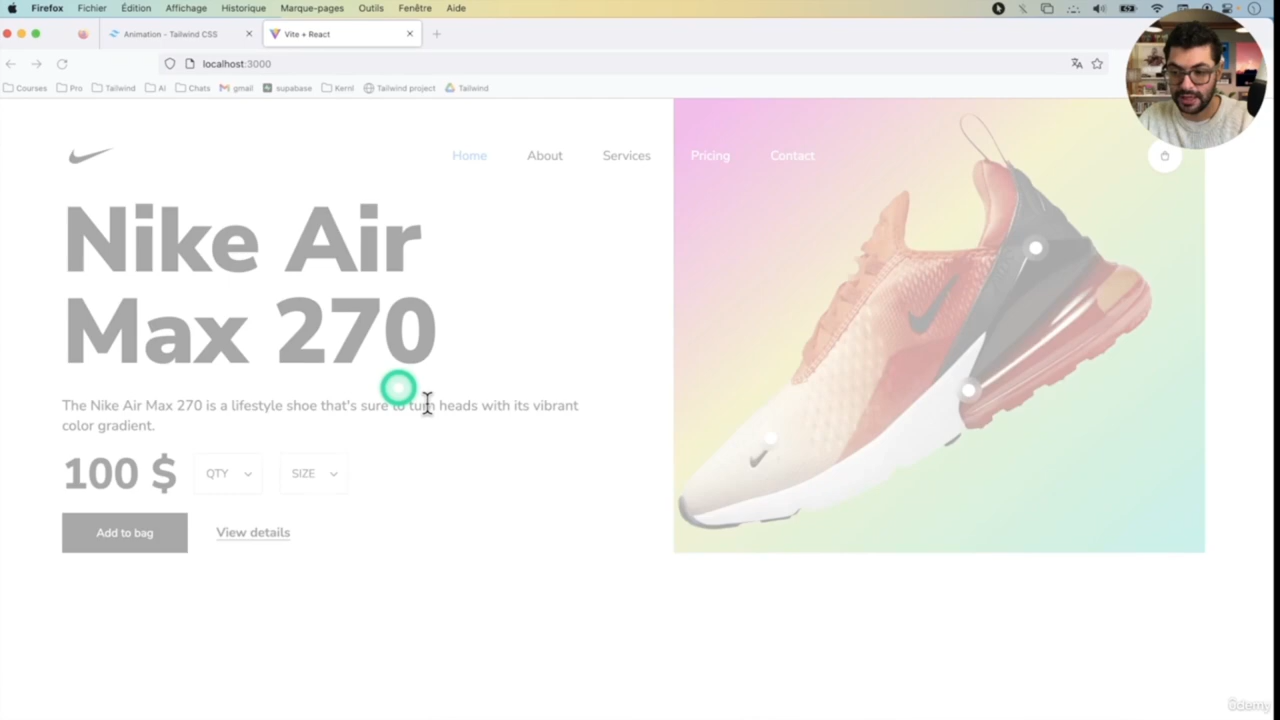 Firefox Fichier Édition Affichage Historique Marque-pages Outils Fenêtre Aide
Animation - Tailwind CSS
Vite + React
localhost:3000
Courses Pro Tailwind AI Chats gmail supabase Kernl Tailwind project Tailwind
Home About Services Pricing Contact
Nike Air
Max 270
The Nike Air Max 270 is a lifestyle shoe that's sure to turn heads with its vibrant
color gradient.
100 $ QTY SIZE
Add to bag View details
ûdemy